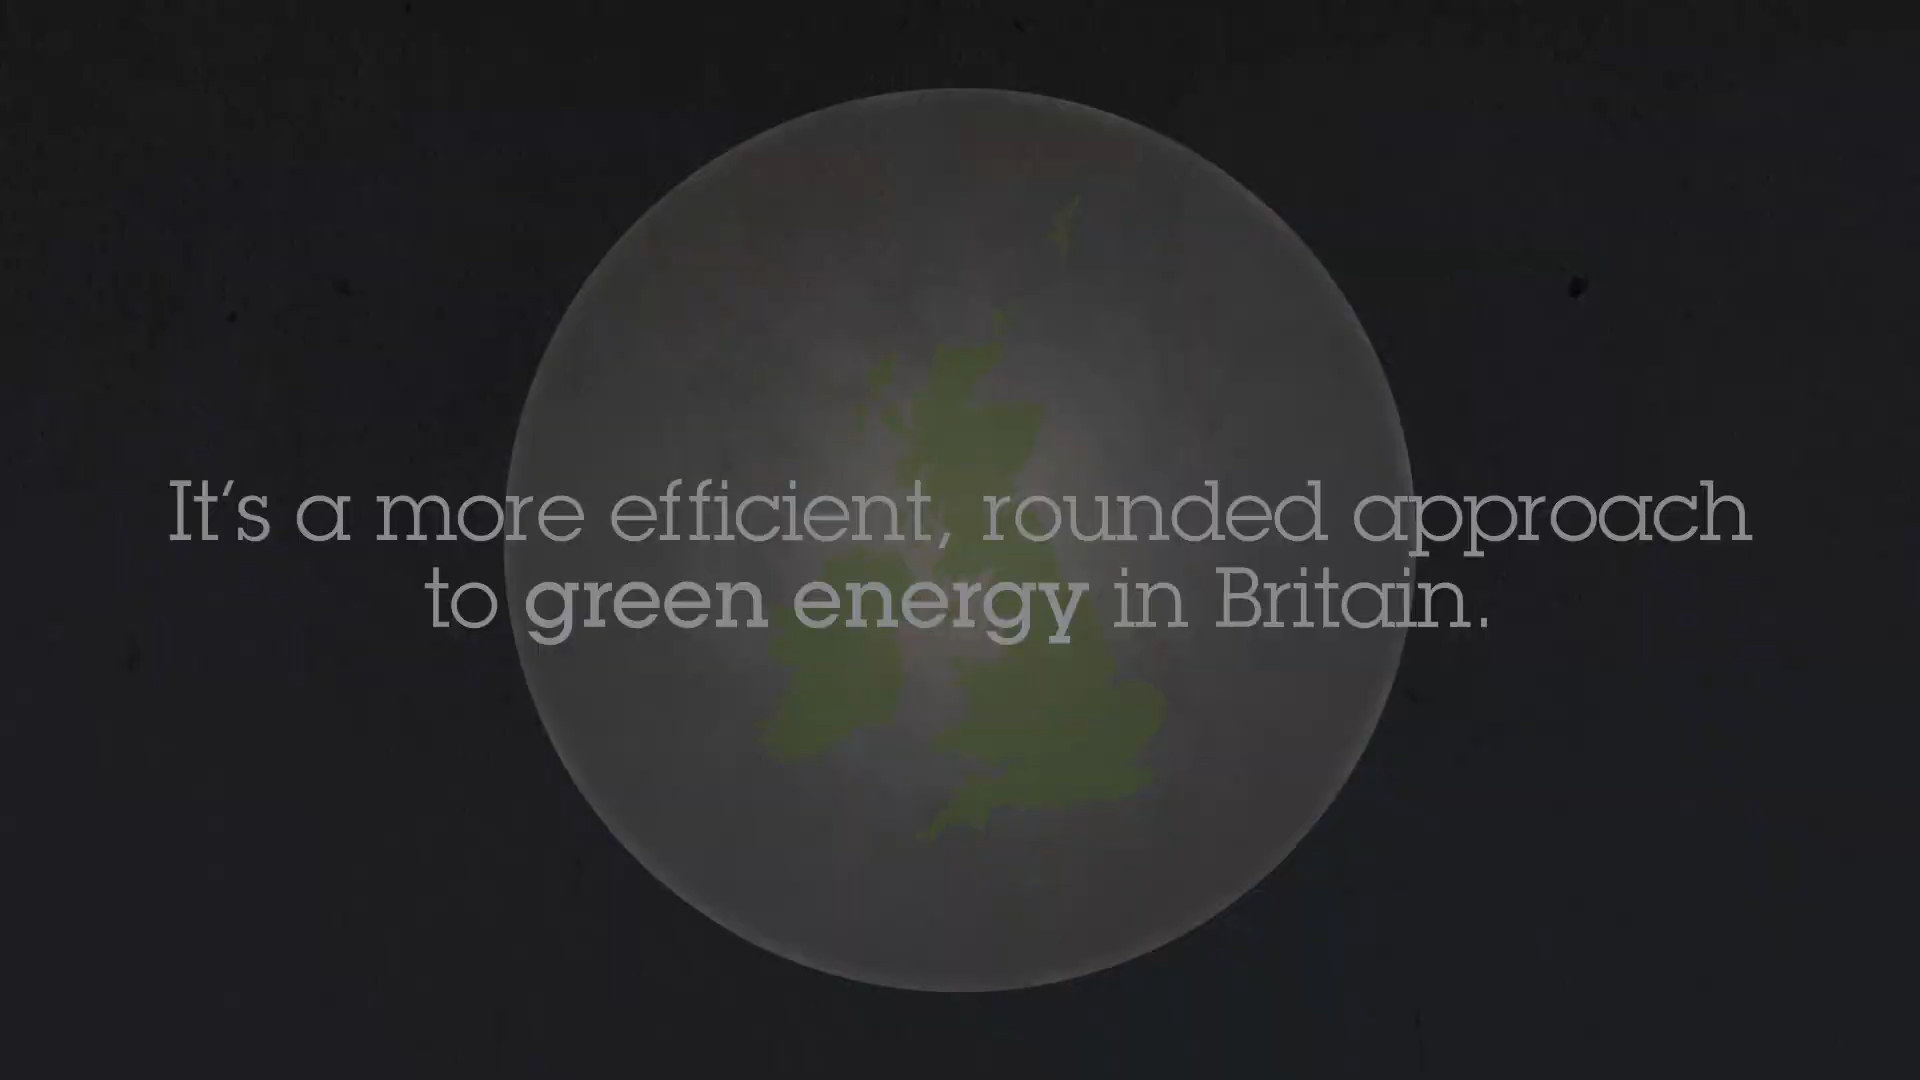 It‘s a more efficient, rounded approach
to green energy in Britain.